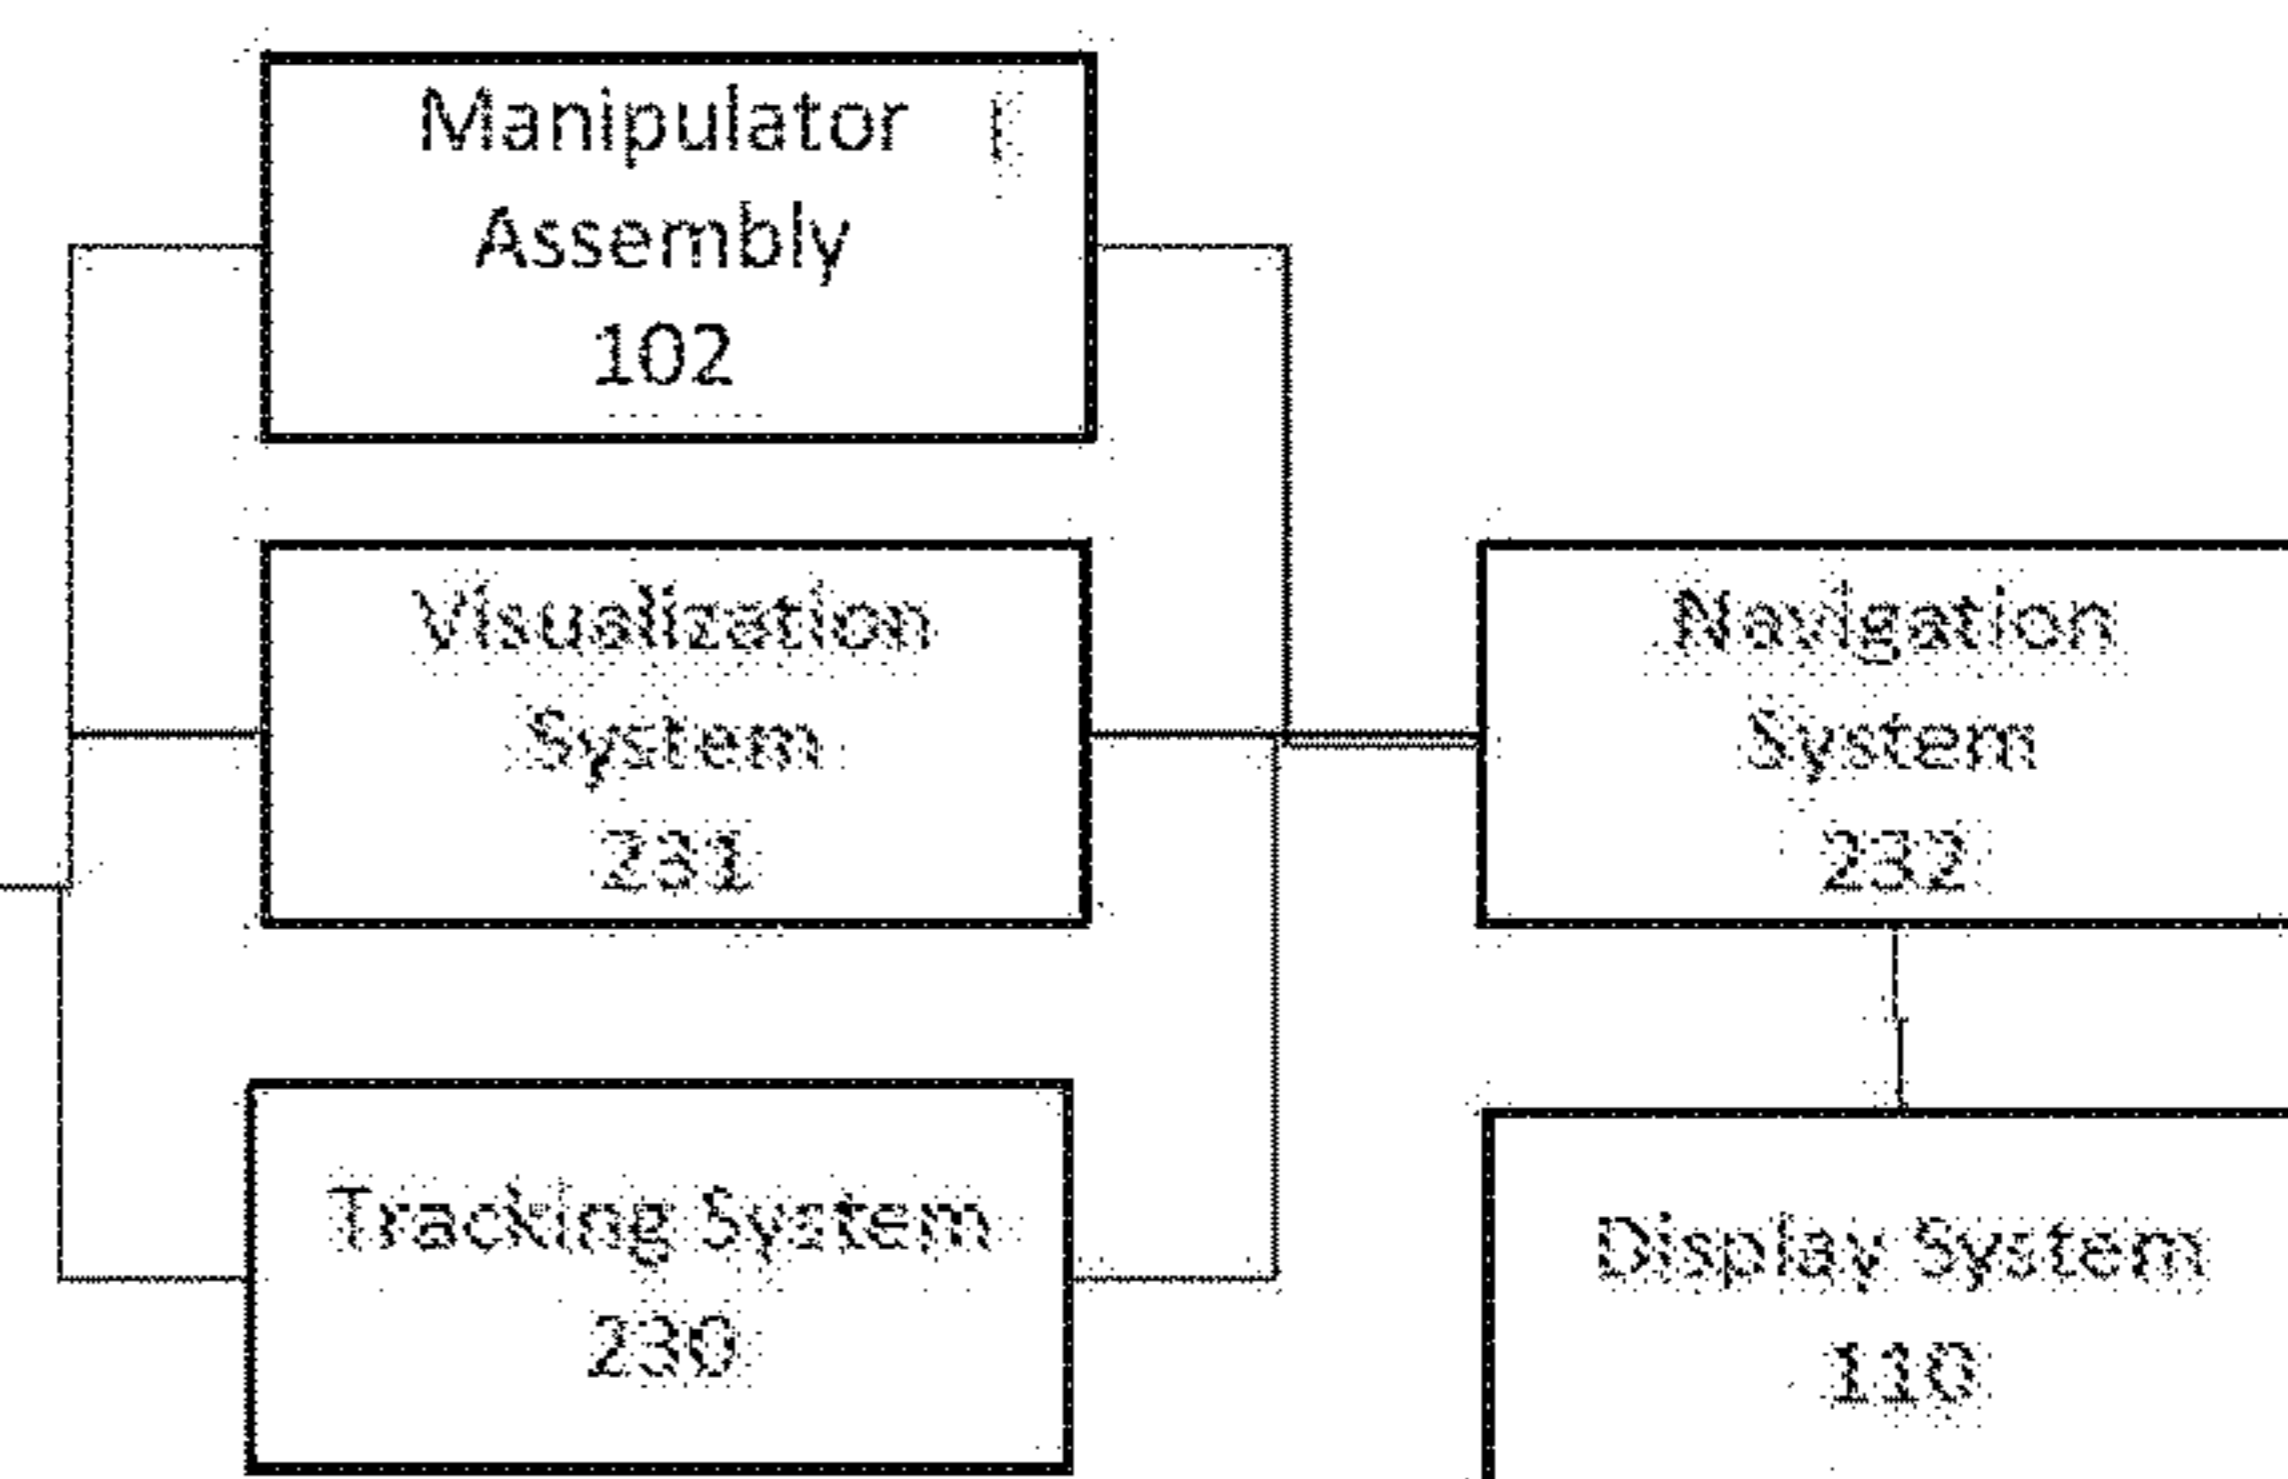 Manipulator
Assembly
102
Visualization
System
231
Navigation
System
232
Tracking System
230
Display System
110